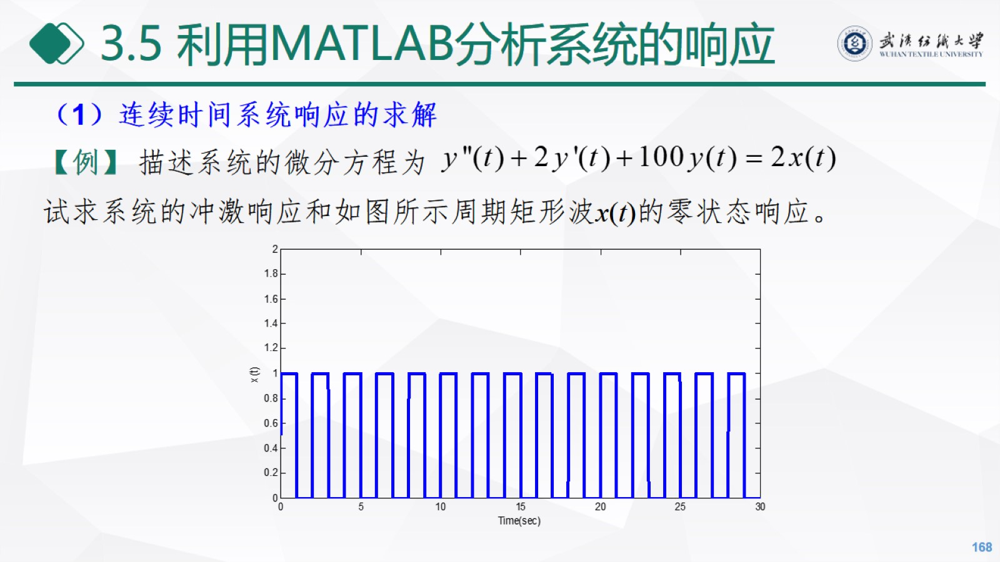 3.5 利用MATLAB分析系统的响应
武汉纺织大学
WUHAN TEXTILE UNIVERSITY
（1）连续时间系统响应的求解
【例】描述系统的微分方程为 y"(t) + 2y'(t) + 100y(t) = 2x(t)
试求系统的冲激响应和如图所示周期矩形波x(t)的零状态响应。
2
1.8
1.6
1.4
1.2
1
0.8
0.6
0.4
0.2
0
x(t)
0 5 10 15 20 25 30
Time(sec)
168